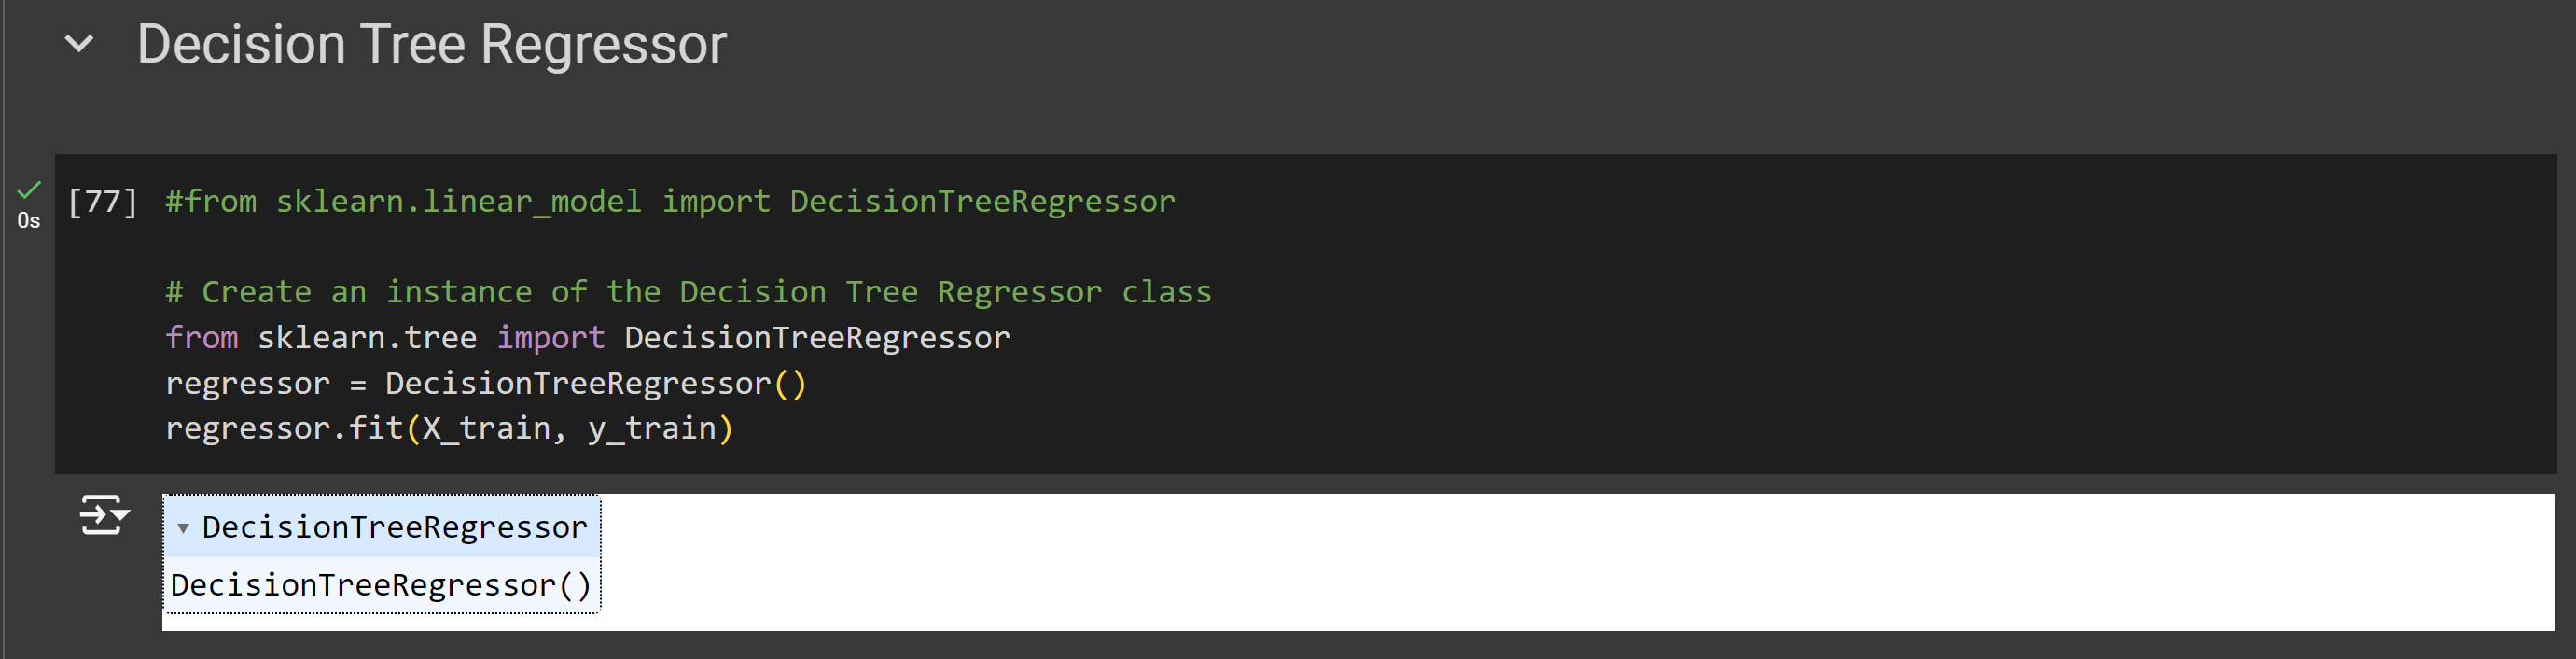 Decision Tree Regressor
0s
[77] #from sklearn.linear_model import DecisionTreeRegressor
# Create an instance of the Decision Tree Regressor class
from sklearn.tree import DecisionTreeRegressor
regressor = DecisionTreeRegressor()
regressor.fit(X_train, y_train)
DecisionTreeRegressor
DecisionTreeRegressor()